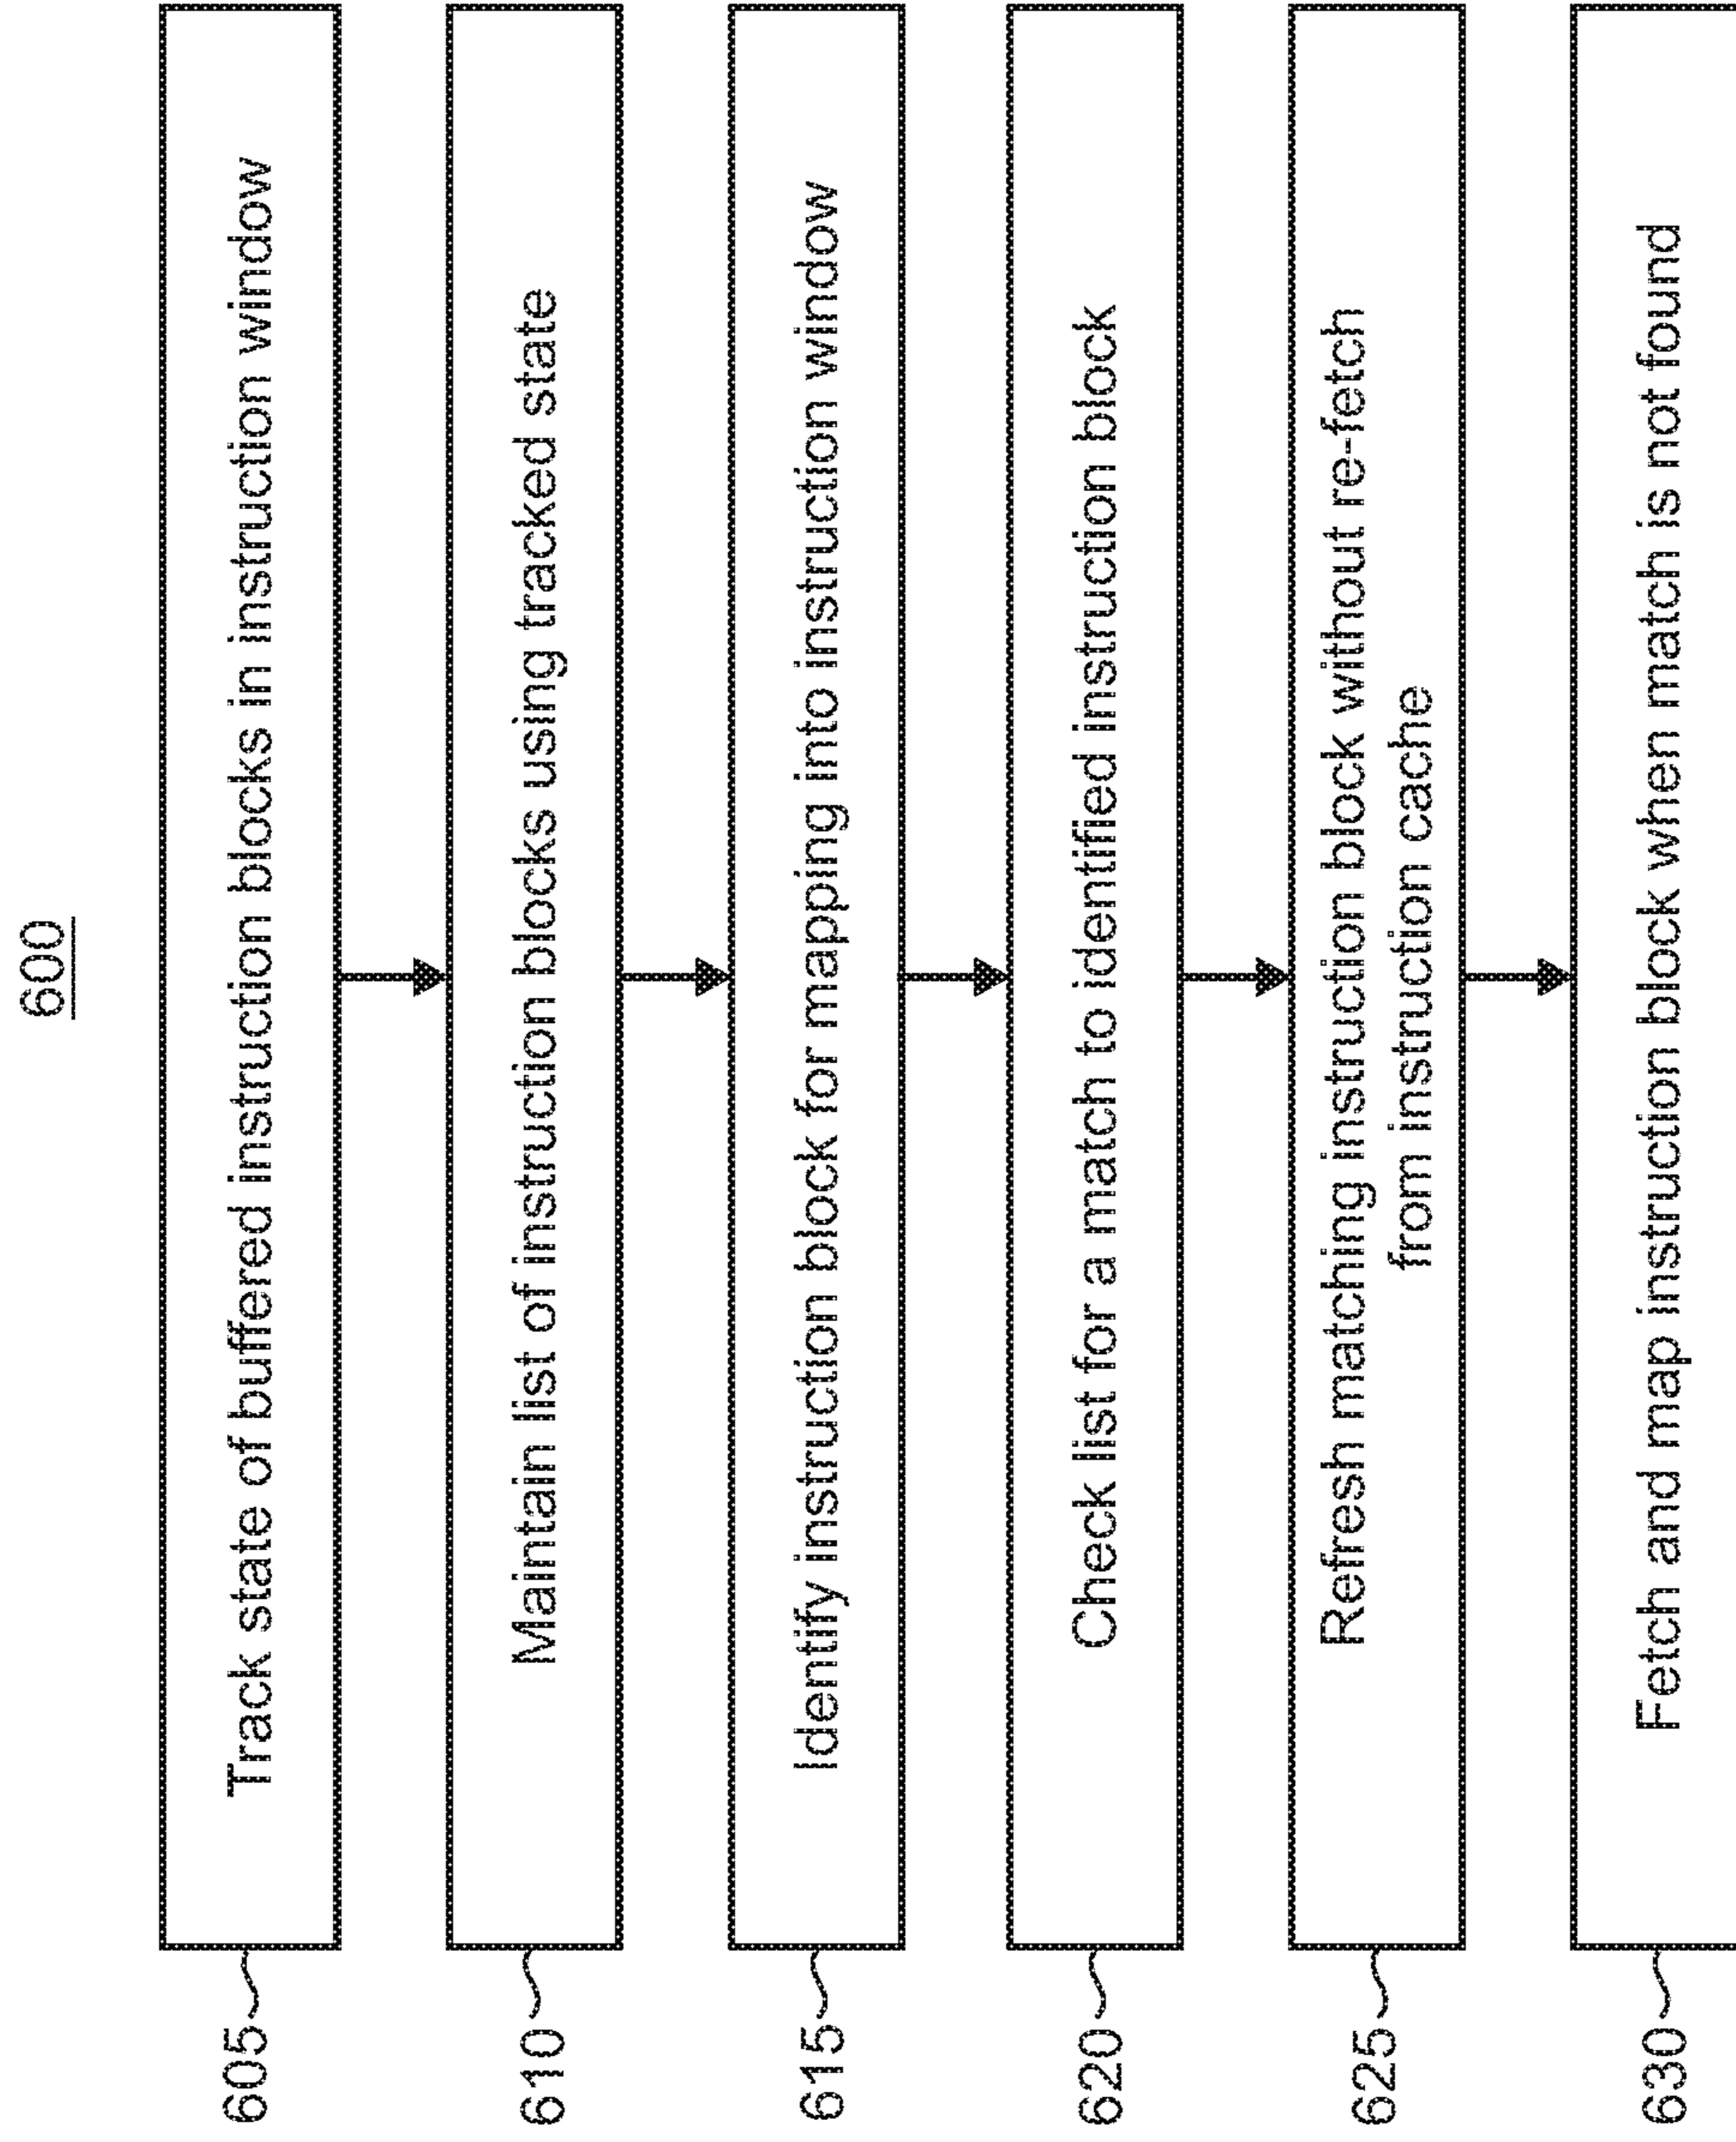 600
605
Track state of buffered instruction blocks in instruction window
610
Maintain list of instruction blocks using tracked state
615
Identify instruction block for mapping into instruction window
620
Check list for a match to identified instruction block
625
Refresh matching instruction block without re-fetch
from instruction cache
630
Fetch and map instruction block when match is not found